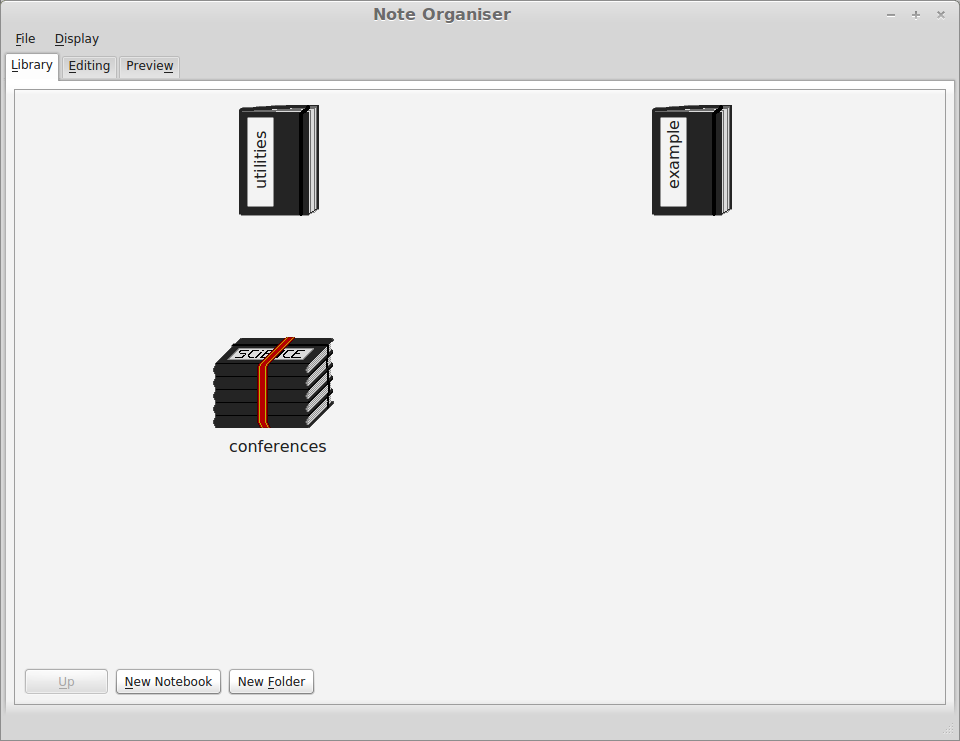 Note Organiser
File Display
Library Editing Preview
utilities example
SCIENCE
conferences
Up New Notebook New Folder